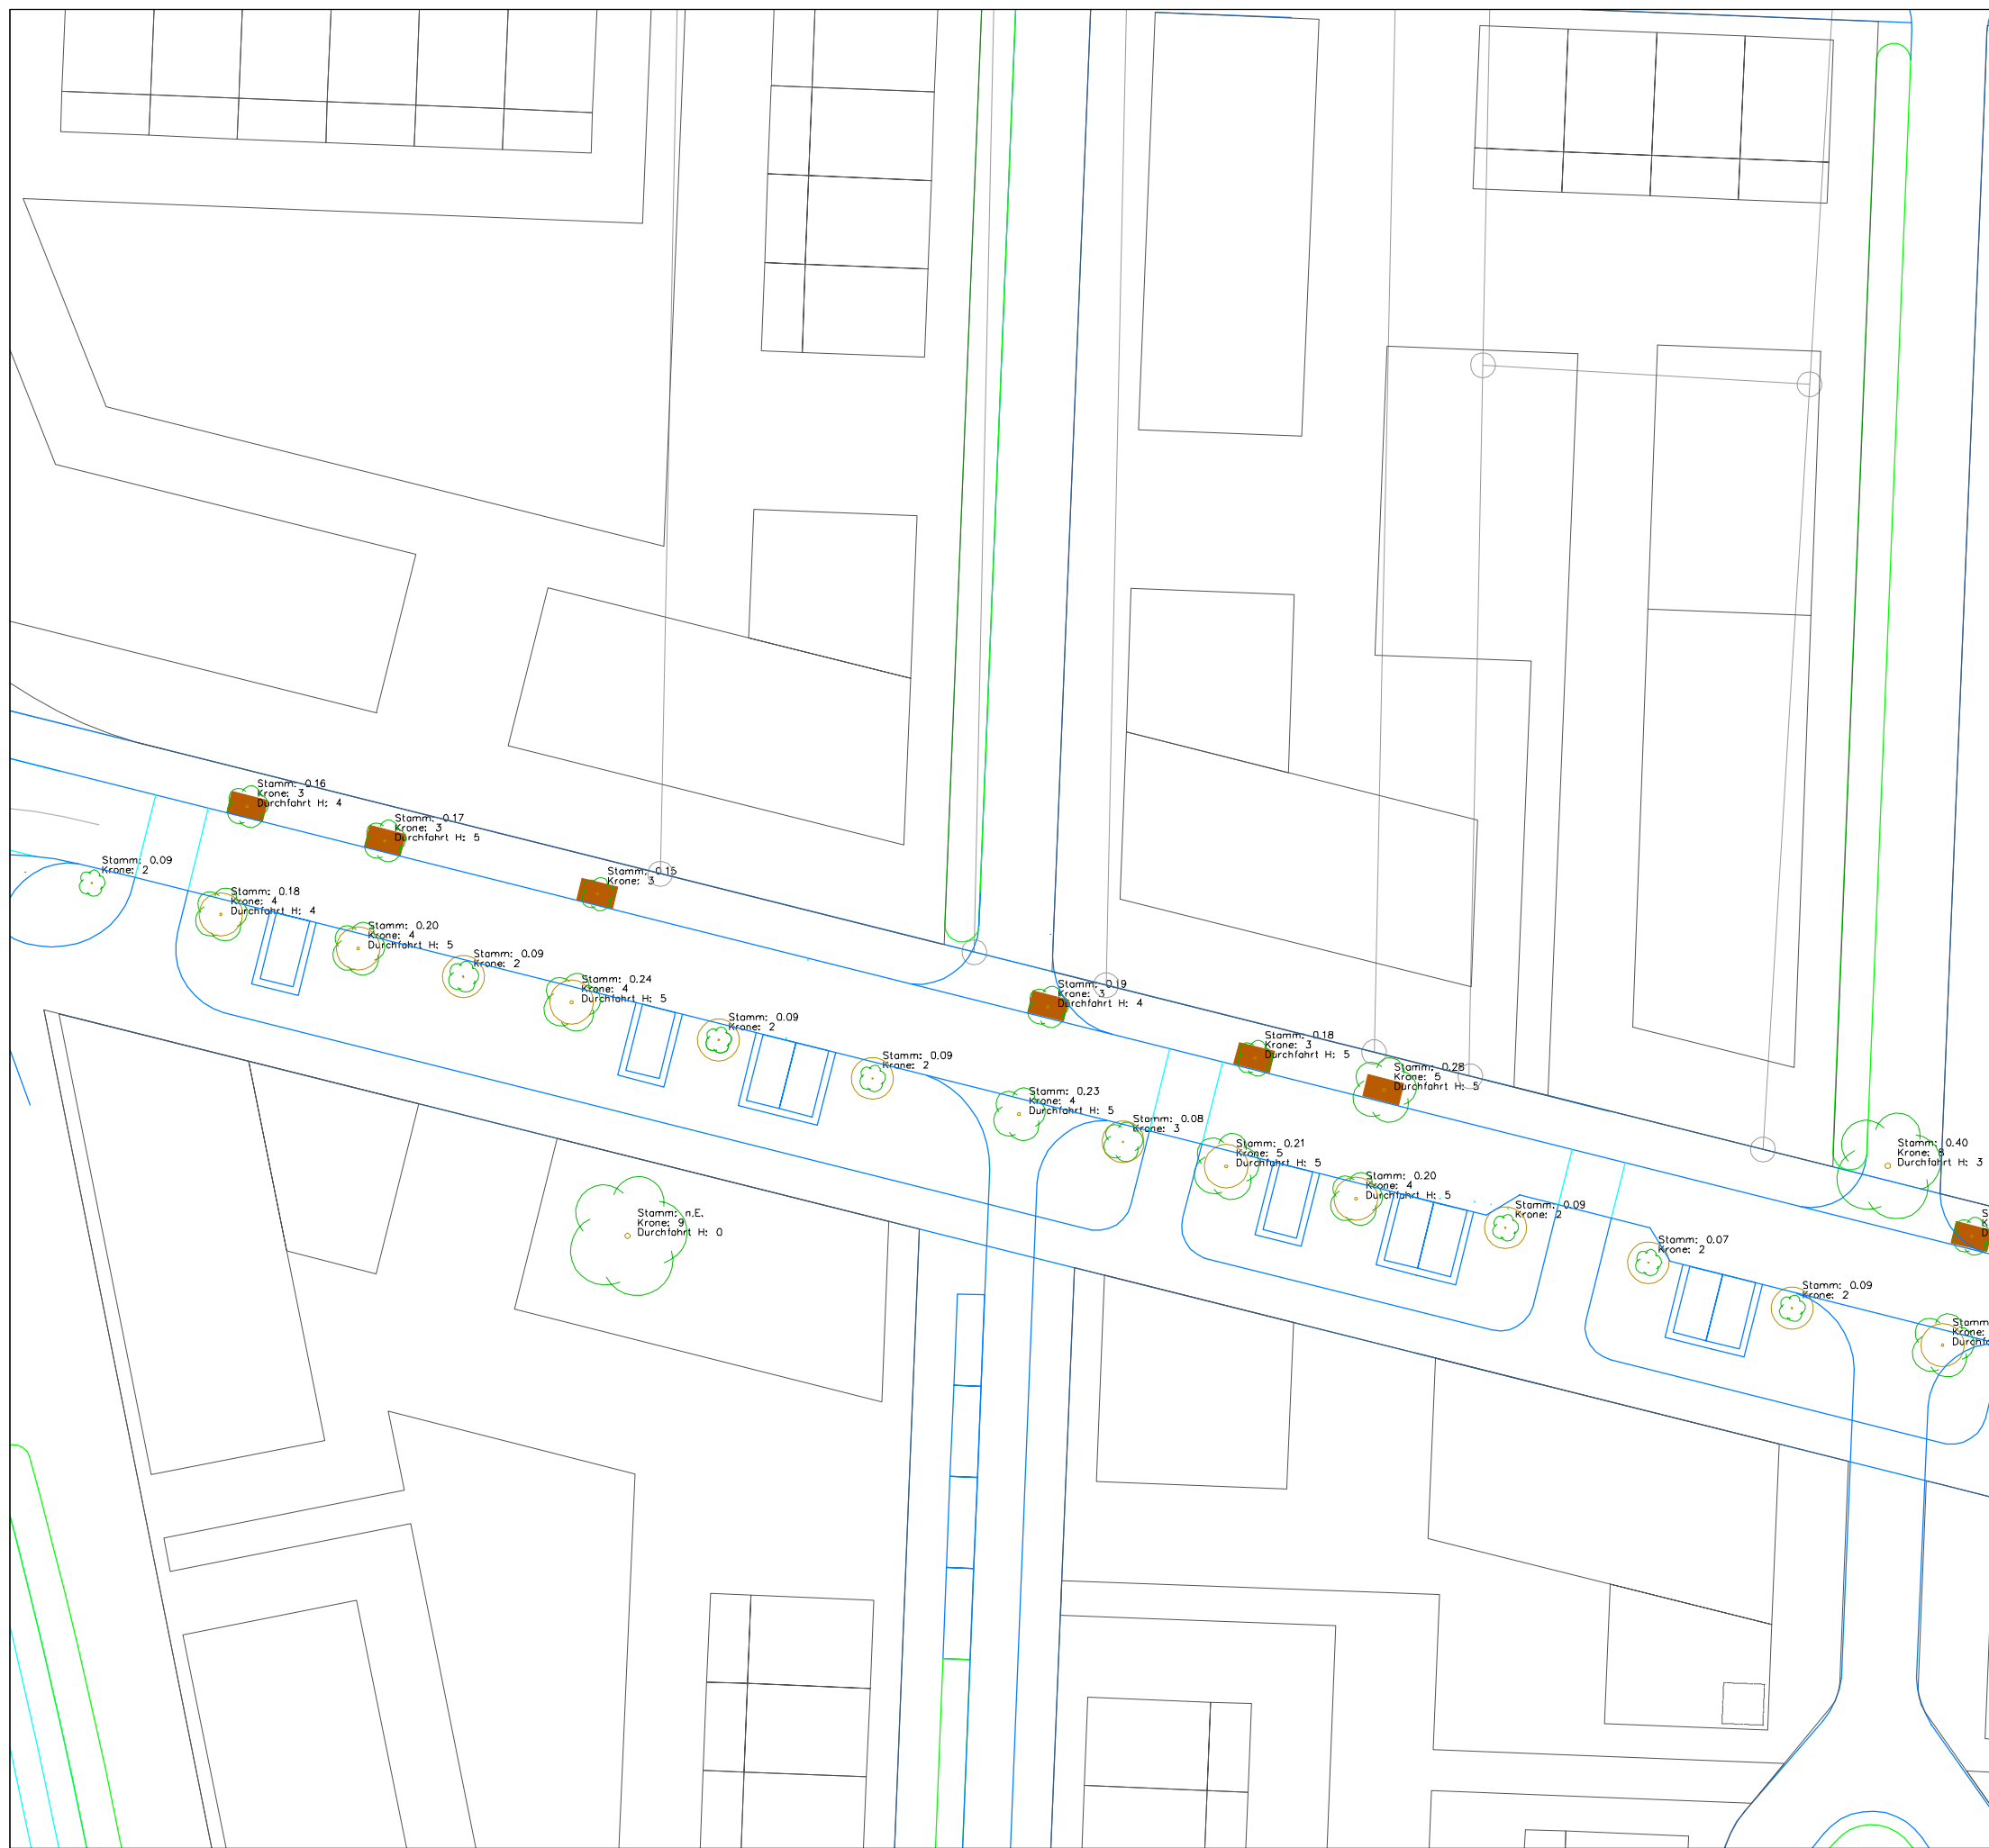 Stamm: 0.16
Krone: 3
Durchfahrt H: 4
Stamm: 0.17
Krone: 3
Durchfahrt H: 5
Stamm: 0.09
Krone: 2
Stamm: 0.15
Krone: 3
Stamm: 0.18
Krone: 4
Durchfahrt H: 4
Stamm: 0.20
Krone: 4
Durchfahrt H: 5
Stamm: 0.09
Krone: 2
Stamm: 0.24
Krone: 4
Durchfahrt H: 5
Stamm: 0.19
Krone: 3
Durchfahrt H: 4
Stamm: 0.09
Krone: 2
Stamm: 0.18
Krone: 3
Durchfahrt H: 5
Stamm: 0.09
Krone: 2
Stamm: 0.28
Krone: 5
Durchfahrt H: 5
Stamm: 0.23
Krone: 4
Durchfahrt H: 5
Stamm: 0.08
Krone: 3
Stamm: 0.21
Krone: 5
Durchfahrt H: 5
Stamm: 0.40
Krone: 8
Durchfahrt H: 3
Stamm: 0.20
Krone: 4
Durchfahrt H: 5
Stamm: 0.09
Krone: 2
Stamm: n.E.
Krone: 9
Durchfahrt H: 0
S
K
D
Stamm: 0.07
Krone: 2
Stamm: 0.09
Krone: 2
Stamm
Krone:
Durchf